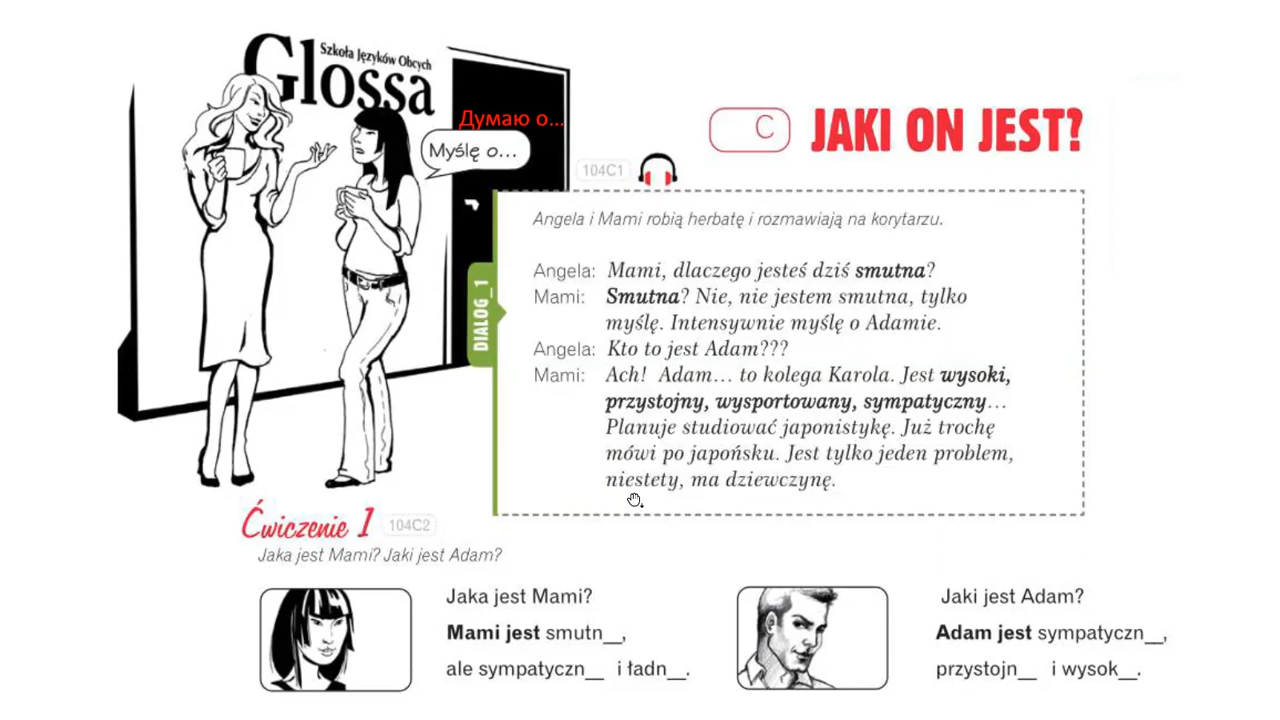 Szkoła Języków Obcych
Glossa
Думаю о...
Myślę o...
C
JAKI ON JEST?
104C1
DIALOG_1
Angela i Mami robią herbatę i rozmawiają na korytarzu.
Angela: Mami, dlaczego jesteś dziś smutna?
Mami: Smutna? Nie, nie jestem smutna, tylko
myślę. Intensywnie myślę o Adamie.
Angela: Kto to jest Adam???
Mami: Ach! Adam... to kolega Karola. Jest wysoki,
przystojny, wysportowany, sympatyczny...
Planuje studiować japonistykę. Już trochę
mówi po japońsku. Jest tylko jeden problem,
niestety, ma dziewczynę.
Ćwiczenie 1 104C2
Jaka jest Mami? Jaki jest Adam?
Jaka jest Mami?
Mami jest smutn__,
ale sympatyczn__ i ładn__.
Jaki jest Adam?
Adam jest sympatyczn__,
przystojn__ i wysok__.